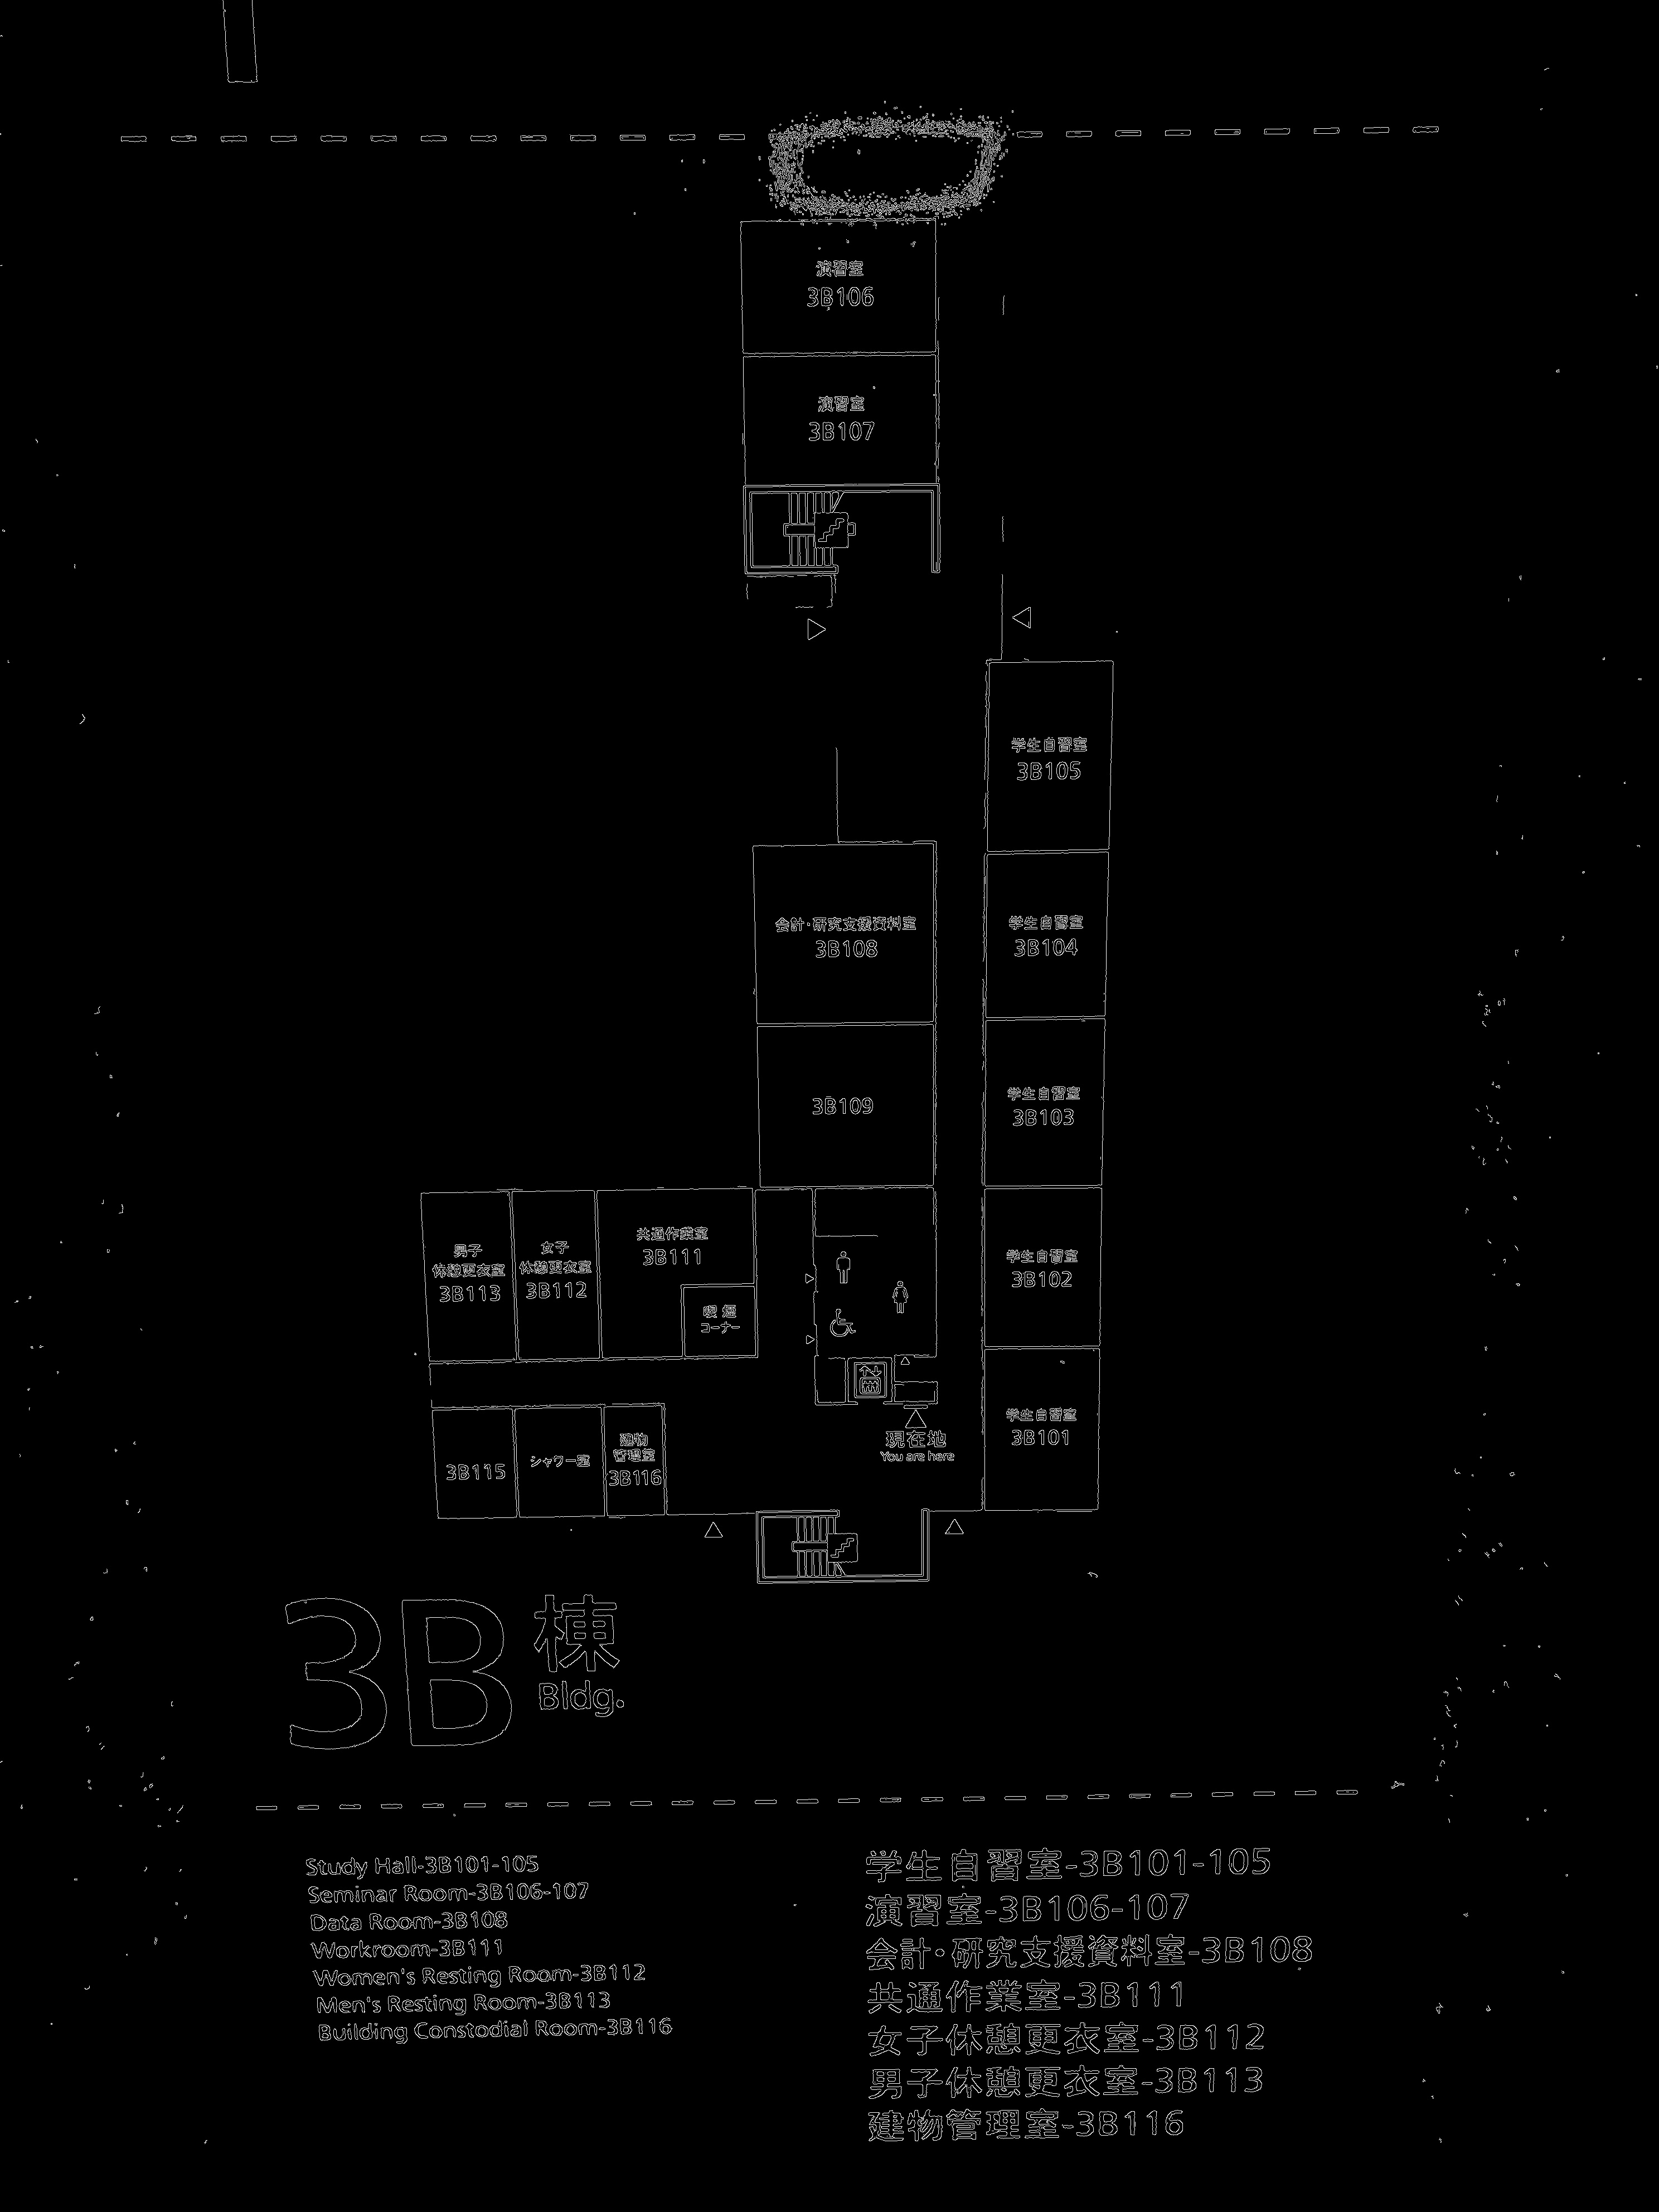 演習室
3B106
演習室
3B107
学生自習室
3B105
会計・研究支援資料室
3B108
学生自習室
3B104
3B109
学生自習室
3B103
男子
休憩更衣室
3B113
女子
休憩更衣室
3B112
共通作業室
3B111
喫煙
コーナー
学生自習室
3B102
3B115
シャワー室
建物
管理室
3B116
現在地
You are here
学生自習室
3B101
3B棟
Bldg.
Study Hall-3B101-105
Seminar Room-3B106-107
Data Room-3B108
Workroom-3B111
Women's Resting Room-3B112
Men's Resting Room-3B113
Building Constodial Room-3B116
学生自習室-3B101-105
演習室-3B106-107
会計・研究支援資料室-3B108
共通作業室-3B111
女子休憩更衣室-3B112
男子休憩更衣室-3B113
建物管理室-3B116